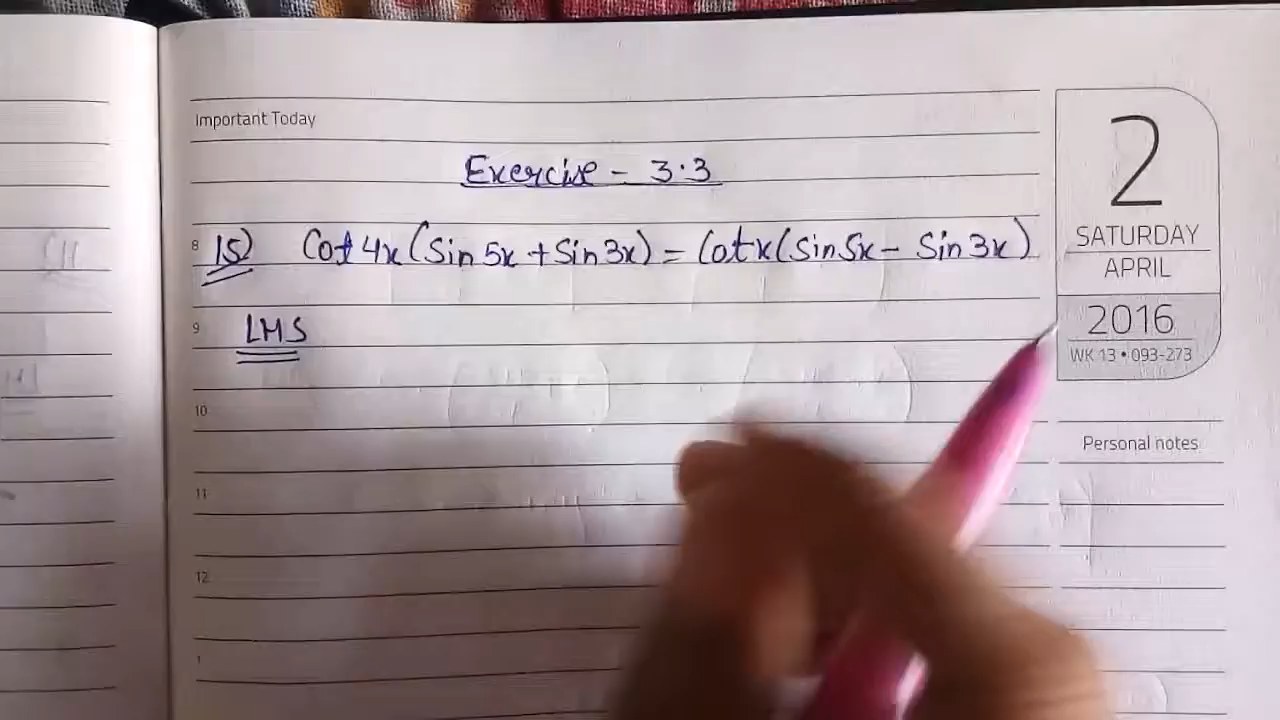 Important Today
Exercise - 3.3
8 15) Cot 4x (Sin 5x + Sin 3x) = Cot x (Sin 5x - Sin 3x)
9 LHS
10
11
12
1
2
SATURDAY
APRIL
2016
WK 13 • 093-273
Personal notes